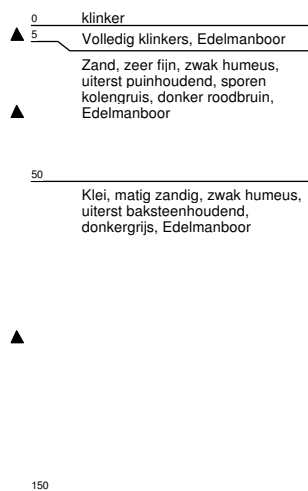 0 klinker
5 Volledig klinkers, Edelmanboor
Zand, zeer fijn, zwak humeus,
uiterst puinhoudend, sporen
kolengruis, donker roodbruin,
Edelmanboor
50
Klei, matig zandig, zwak humeus,
uiterst baksteenhoudend,
donkergrijs, Edelmanboor
150